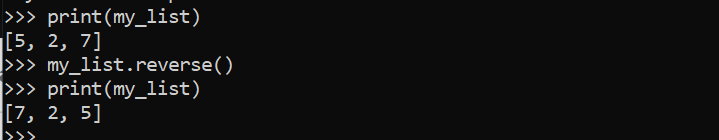 >>> print(my_list)
[5, 2, 7]
>>> my_list.reverse()
>>> print(my_list)
[7, 2, 5]
>>>